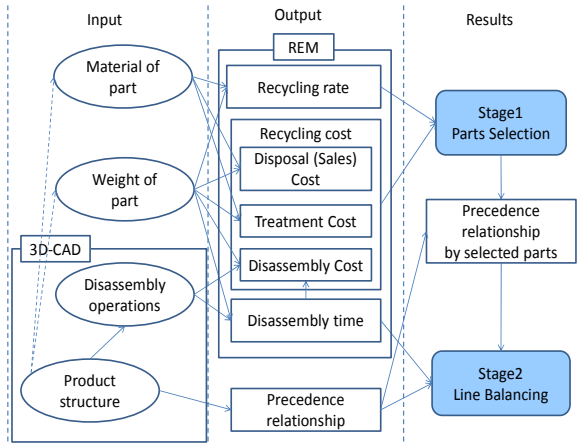 Input
Output
Results
REM
Material of
part
Recycling rate
Stage1
Parts Selection
Recycling cost
Disposal (Sales)
Cost
Weight of
part
Treatment Cost
Precedence
relationship
by selected parts
3D-CAD
Disassembly
operations
Disassembly Cost
Disassembly time
Product
structure
Precedence
relationship
Stage2
Line Balancing